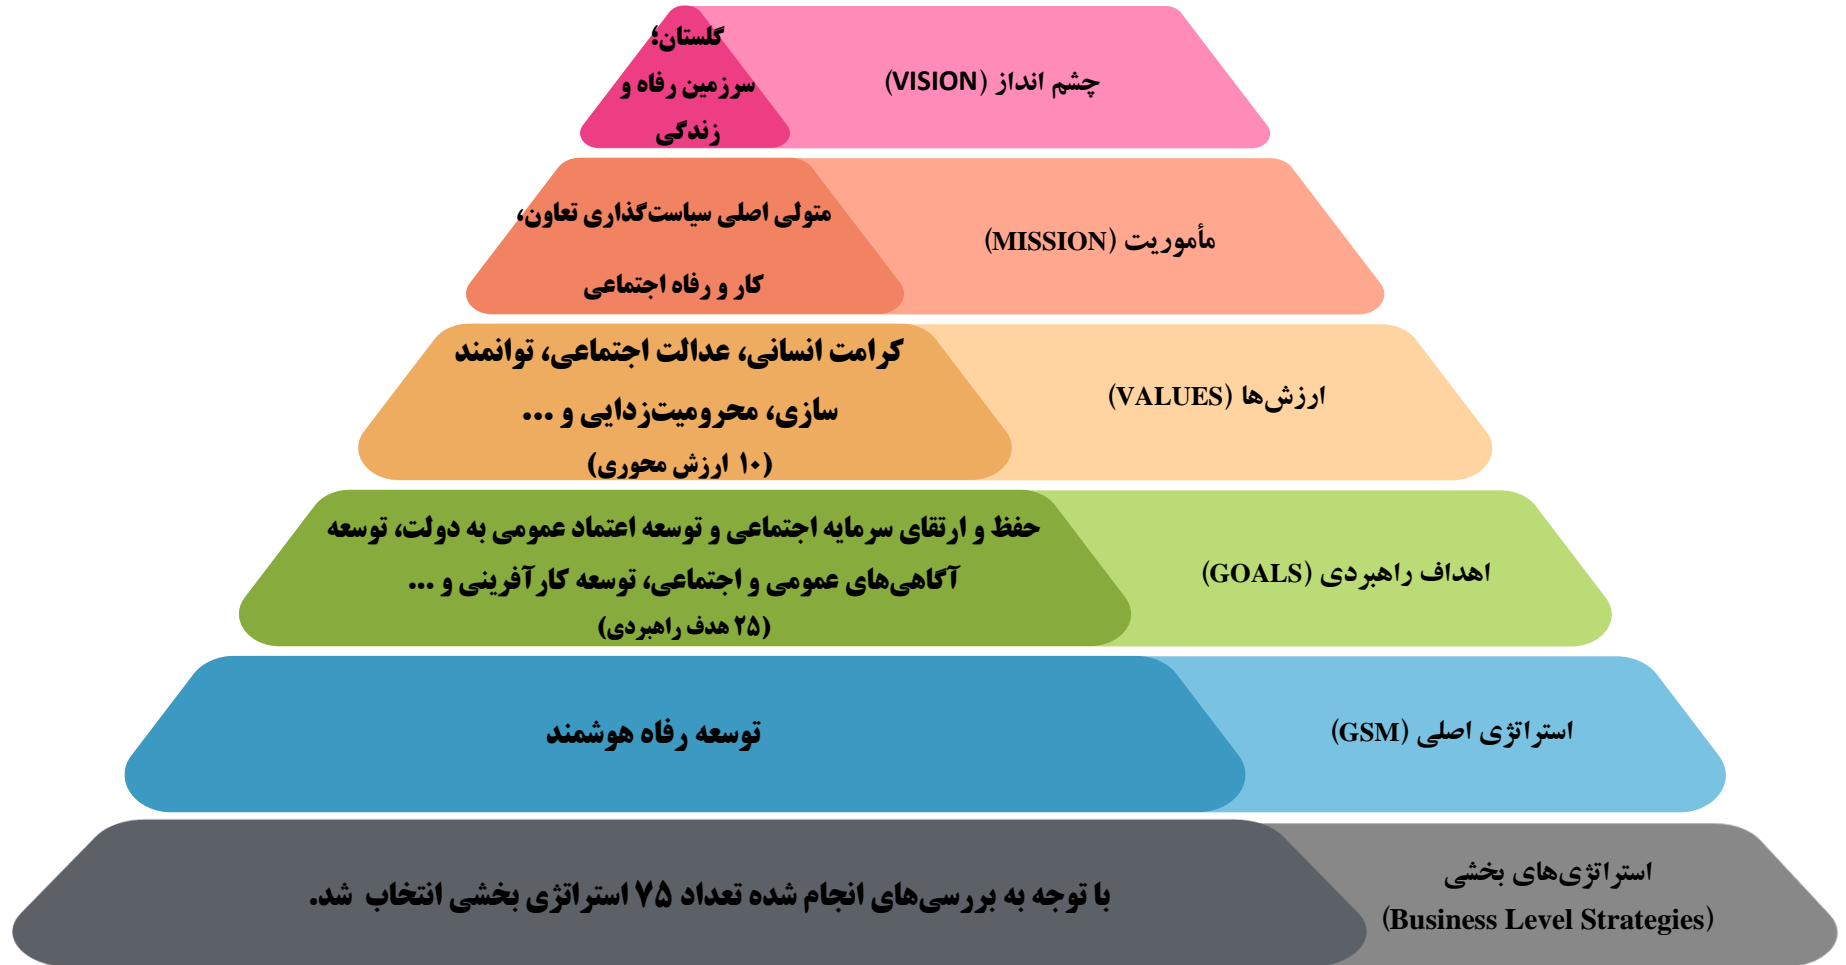 گلستان؛
سرزمین رفاه و
زندگی
چشم انداز (VISION)
متولی اصلی سیاست‌گذاری تعاون،
کار و رفاه اجتماعی
مأموریت (MISSION)
کرامت انسانی، عدالت اجتماعی، توانمند
سازی، محرومیت‌زدایی و ...
(۱۰ ارزش محوری)
ارزش‌ها (VALUES)
حفظ و ارتقای سرمایه اجتماعی و توسعه اعتماد عمومی به دولت، توسعه
آگاهی‌های عمومی و اجتماعی، توسعه کارآفرینی و ...
(۲۵ هدف راهبردی)
اهداف راهبردی (GOALS)
توسعه رفاه هوشمند
استراتژی اصلی (GSM)
با توجه به بررسی‌های انجام شده تعداد ۷۵ استراتژی بخشی انتخاب شد.
استراتژی‌های بخشی
(Business Level Strategies)